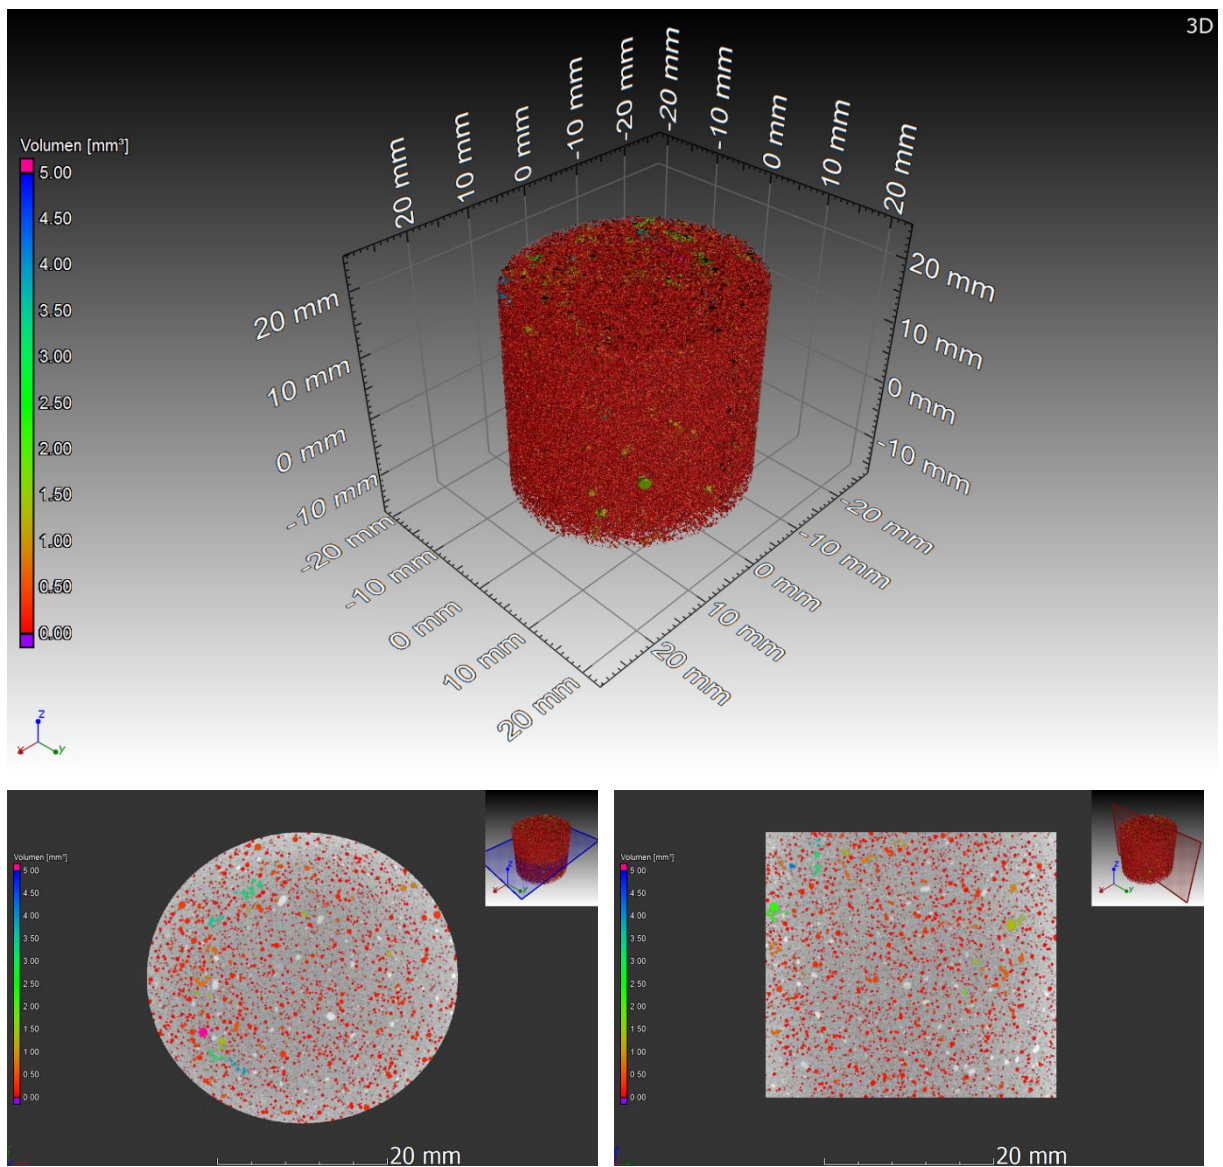 3D
20 mm
10 mm
0 mm
-10 mm
-20 mm
-20 mm
-10 mm
0 mm
10 mm
20 mm
Volumen [mm³]
5.00
4.50
4.00
3.50
3.00
2.50
2.00
1.50
1.00
0.50
0.00
20 mm
10 mm
0 mm
-10 mm
20 mm
10 mm
0 mm
-10 mm
-20 mm
-10 mm
0 mm
10 mm
20 mm
-20 mm
-10 mm
0 mm
10 mm
20 mm
z
x
y
Volumen [mm³]
5 00
4 50
4 00
3 50
3 00
2 50
2 00
1 50
1 00
0 50
0 00
z
x
y
20 mm
Volumen [mm³]
5 00
4 50
4 00
3 50
3 00
2 50
2 00
1 50
1 00
0 50
0 00
z
x
y
20 mm